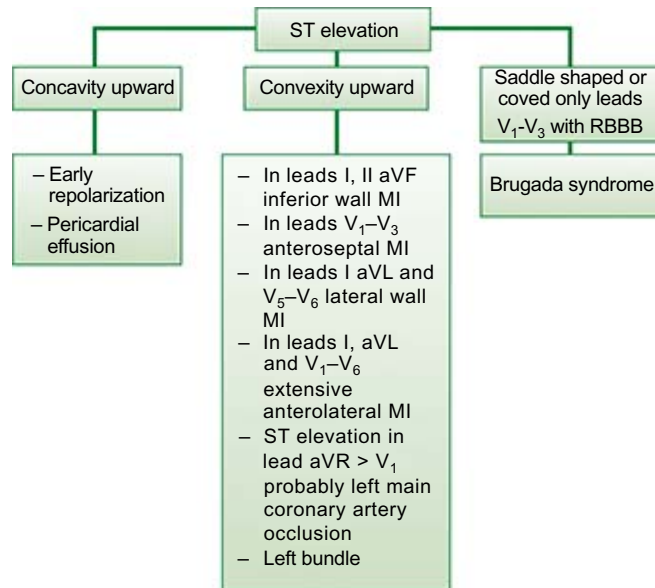 ST elevation
Concavity upward
– Early
repolarization
– Pericardial
effusion
Convexity upward
– In leads I, II aVF
inferior wall MI
– In leads V₁–V₃
anteroseptal MI
– In leads I aVL and
V₅–V₆ lateral wall
MI
– In leads I, aVL
and V₁–V₆
extensive
anterolateral MI
– ST elevation in
lead aVR > V₁
probably left main
coronary artery
occlusion
– Left bundle
Saddle shaped or
coved only leads
V₁-V₃ with RBBB
Brugada syndrome